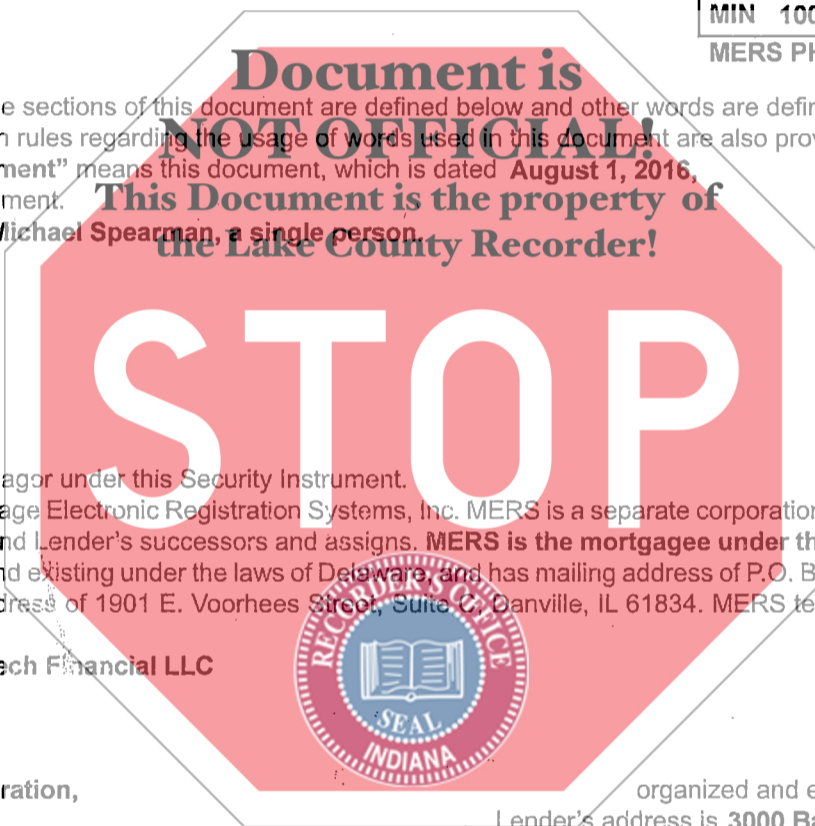 MIN 100
MERS PH
Document is
e sections of this document are defined below and other words are defin
n rules regarding the usage of words used in this document are also prov
NOT OFFICIAL!
ment” means this document, which is dated August 1, 2016,
ment.
This Document is the property of
Michael Spearman, a single person.
the Lake County Recorder!
STOP
agor under this Security Instrument.
age Electronic Registration Systems, Inc. MERS is a separate corporation
nd Lender's successors and assigns. MERS is the mortgagee under th
nd existing under the laws of Delaware, and has mailing address of P.O. B
dress of 1901 E. Voorhees Street, Suite C, Danville, IL 61834. MERS te
RECORDER'S OFFICE
ech Financial LLC
SEAL
INDIANA
ration,
organized and e
Lender's address is 3000 Ba